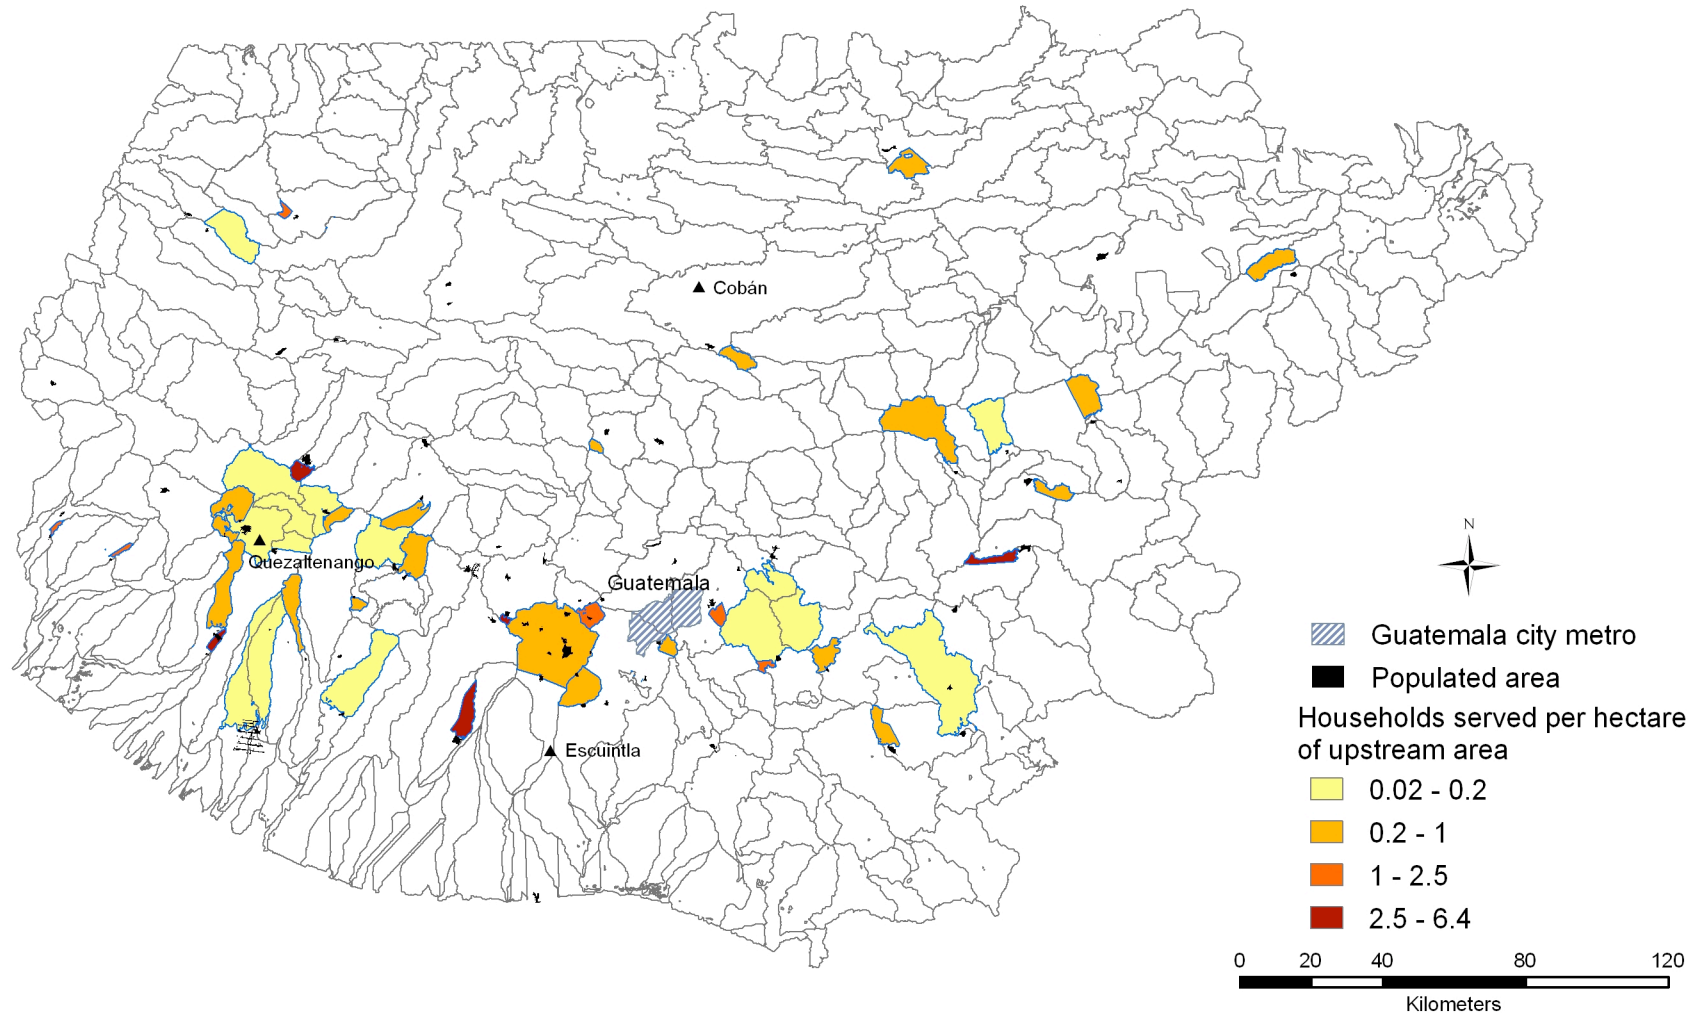 Cobán
Quezaltenango
Guatemala
Escuintla
N
Guatemala city metro
Populated area
Households served per hectare
of upstream area
0.02 - 0.2
0.2 - 1
1 - 2.5
2.5 - 6.4
0 20 40 80 120
Kilometers